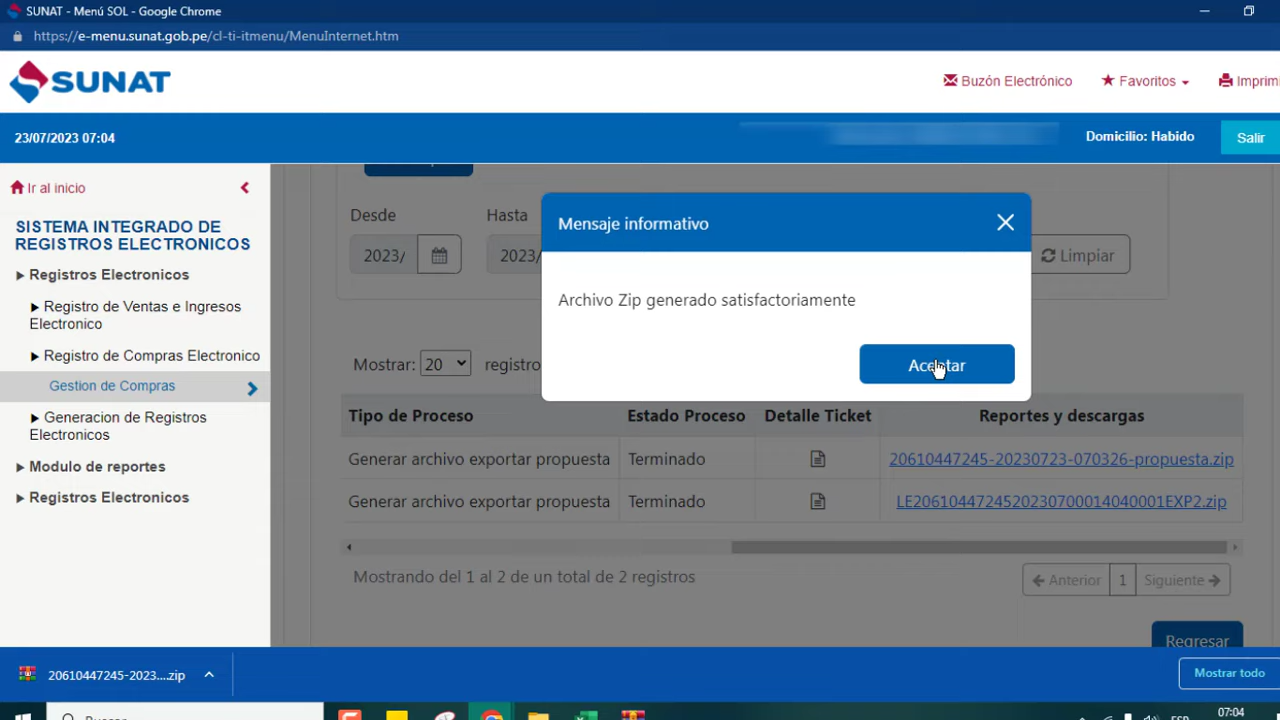 SUNAT - Menú SOL - Google Chrome
https://e-menu.sunat.gob.pe/cl-ti-itmenu/MenuInternet.htm
SUNAT
Buzón Electrónico
Favoritos
Imprimi
23/07/2023 07:04
Domicilio: Habido
Salir
Ir al inicio
SISTEMA INTEGRADO DE
REGISTROS ELECTRONICOS
Registros Electronicos
Registro de Ventas e Ingresos
Electronico
Registro de Compras Electronico
Gestion de Compras
Generacion de Registros
Electronicos
Modulo de reportes
Registros Electronicos
Desde
Hasta
2023/
2023/
Limpiar
Mensaje informativo
Archivo Zip generado satisfactoriamente
Aceptar
Mostrar: 20 registro
Tipo de Proceso Estado Proceso Detalle Ticket Reportes y descargas
Generar archivo exportar propuesta Terminado 20610447245-20230723-070326-propuesta.zip
Generar archivo exportar propuesta Terminado LE2061044724520230700014040001EXP2.zip
Mostrando del 1 al 2 de un total de 2 registros
Anterior 1 Siguiente
Regresar
20610447245-2023....zip
Mostrar todo
Buscar
ESP
07:04